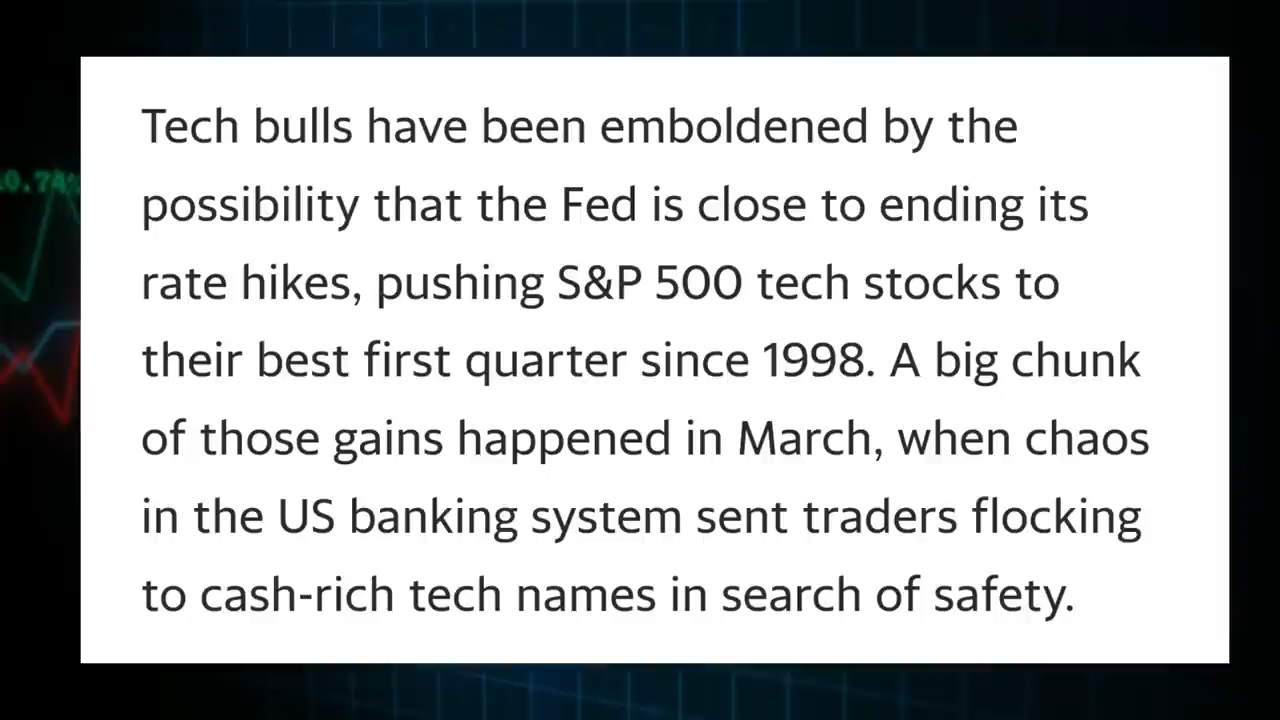 Tech bulls have been emboldened by the
possibility that the Fed is close to ending its
rate hikes, pushing S&P 500 tech stocks to
their best first quarter since 1998. A big chunk
of those gains happened in March, when chaos
in the US banking system sent traders flocking
to cash-rich tech names in search of safety.